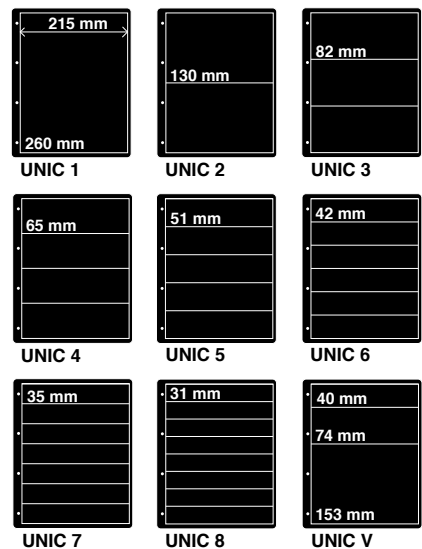 215 mm
260 mm
UNIC 1
130 mm
UNIC 2
82 mm
UNIC 3
65 mm
UNIC 4
51 mm
UNIC 5
42 mm
UNIC 6
35 mm
UNIC 7
31 mm
UNIC 8
40 mm
74 mm
153 mm
UNIC V